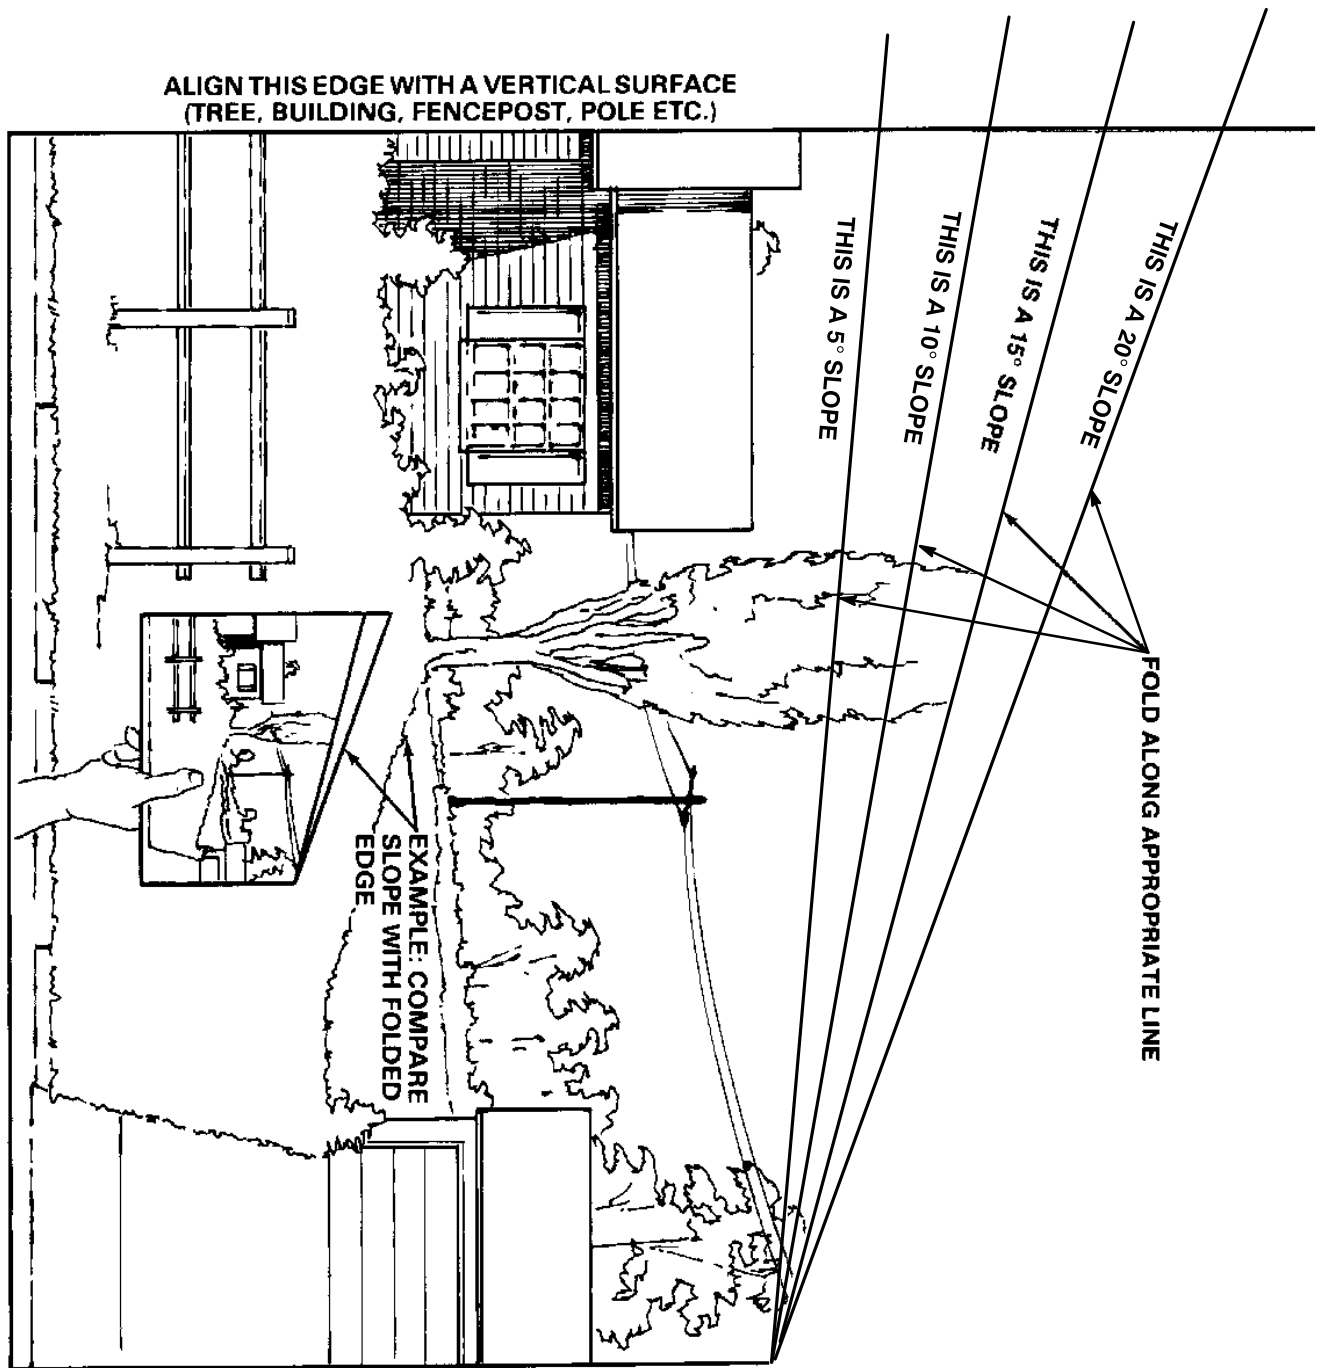 ALIGN THIS EDGE WITH A VERTICAL SURFACE
(TREE, BUILDING, FENCEPOST, POLE ETC.)
THIS IS A 20° SLOPE
THIS IS A 15° SLOPE
THIS IS A 10° SLOPE
THIS IS A 5° SLOPE
FOLD ALONG APPROPRIATE LINE
EXAMPLE: COMPARE
SLOPE WITH FOLDED
EDGE